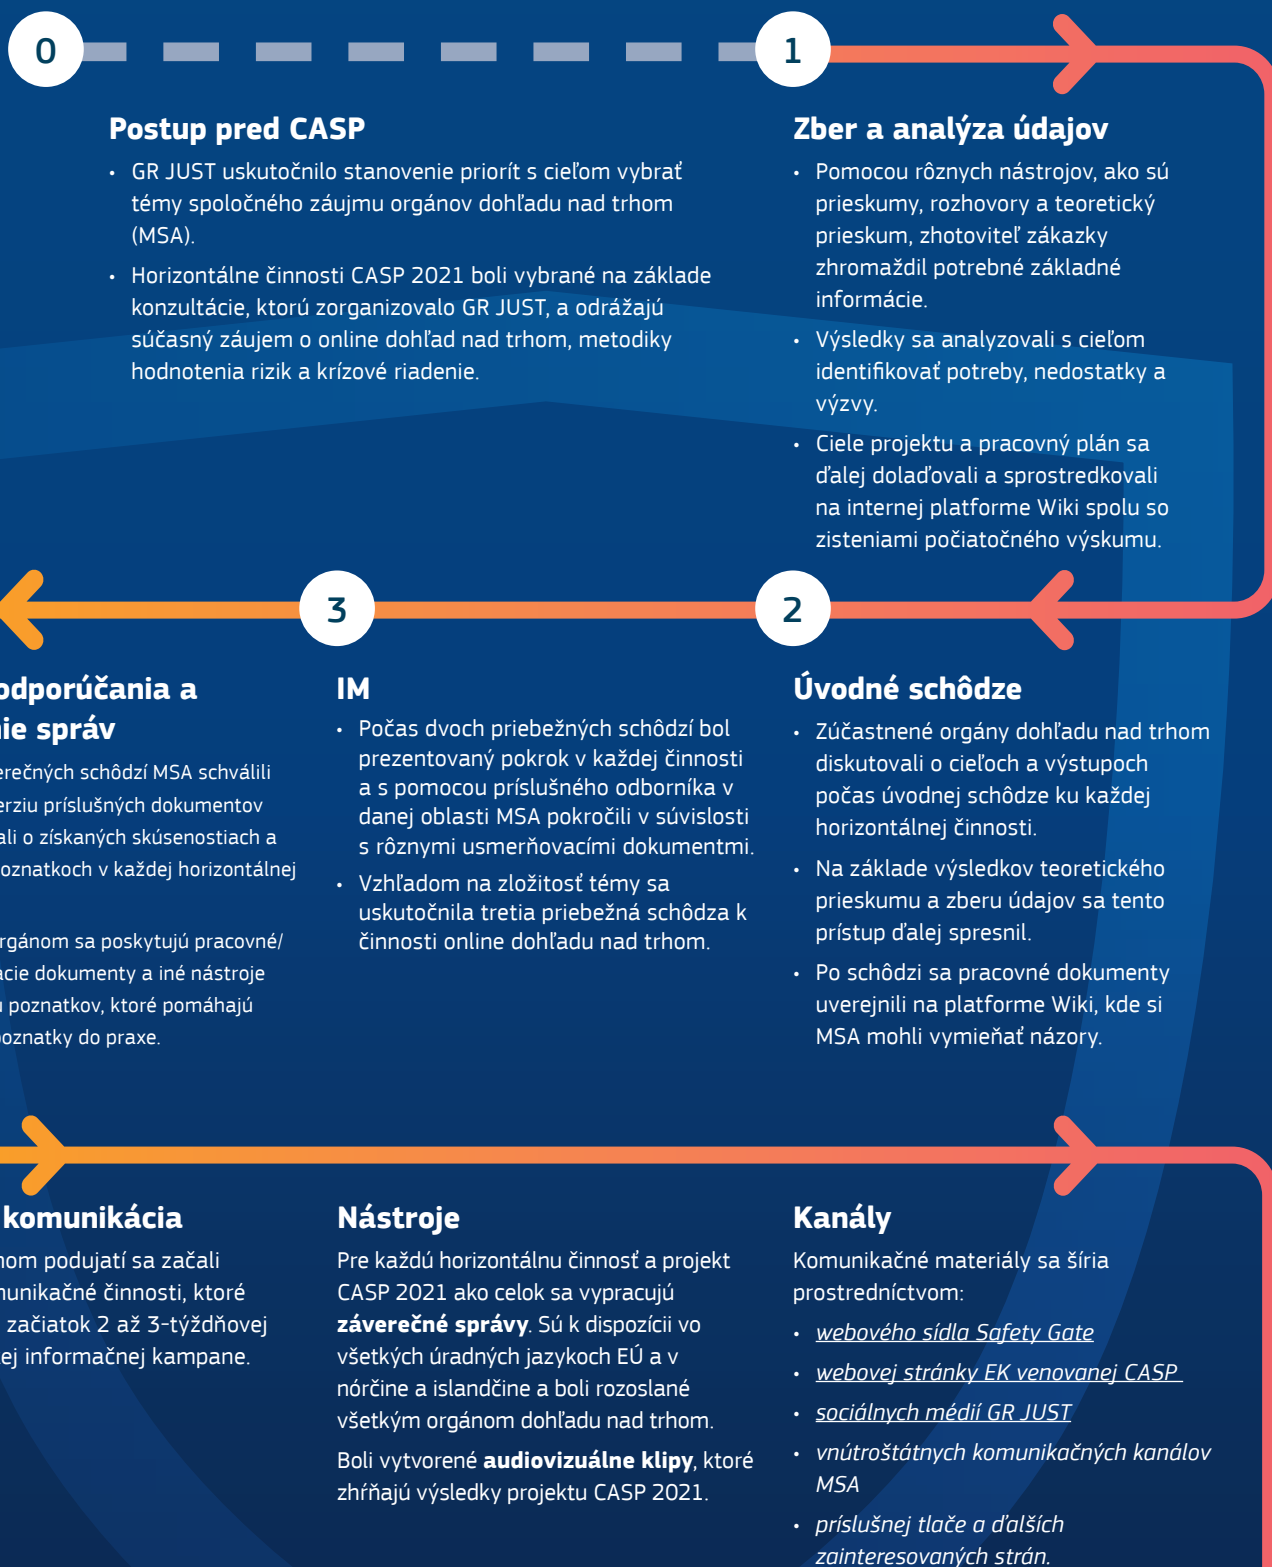 0
1
Postup pred CASP
• GR JUST uskutočnilo stanovenie priorít s cieľom vybrať
témy spoločného záujmu orgánov dohľadu nad trhom
(MSA).
• Horizontálne činnosti CASP 2021 boli vybrané na základe
konzultácie, ktorú zorganizovalo GR JUST, a odrážajú
súčasný záujem o online dohľad nad trhom, metodiky
hodnotenia rizik a krízové riadenie.
Zber a analýza údajov
• Pomocou rôznych nástrojov, ako sú
prieskumy, rozhovory a teoretický
prieskum, zhotoviteľ zákazky
zhromaždil potrebné základné
informácie.
• Výsledky sa analyzovali s cieľom
identifikovať potreby, nedostatky a
výzvy.
• Ciele projektu a pracovný plán sa
ďalej dolaďovali a sprostredkovali
na internej platforme Wiki spolu so
zisteniami počiatočného výskumu.
3
2
odporúčania a
nie správ
erečných schôdzí MSA schválili
erziu príslušných dokumentov
ali o získaných skúsenostiach a
oznatkoch v každej horizontálnej
rgánom sa poskytujú pracovné/
acie dokumenty a iné nástroje
u poznatkov, ktoré pomáhajú
poznatky do praxe.
IM
• Počas dvoch priebežných schôdzí bol
prezentovaný pokrok v každej činnosti
a s pomocou príslušného odborníka v
danej oblasti MSA pokročili v súvislosti
s rôznymi usmerňovacími dokumentmi.
• Vzhľadom na zložitosť témy sa
uskutočnila tretia priebežná schôdza k
činnosti online dohľadu nad trhom.
Úvodné schôdze
• Zúčastnené orgány dohľadu nad trhom
diskutovali o cieľoch a výstupoch
počas úvodnej schôdze ku každej
horizontálnej činnosti.
• Na základe výsledkov teoretického
prieskumu a zberu údajov sa tento
prístup ďalej spresnil.
• Po schôdzi sa pracovné dokumenty
uverejnili na platforme Wiki, kde si
MSA mohli vymieňať názory.
komunikácia
nom podujatí sa začali
munikačné činnosti, ktoré
začiatok 2 až 3-týždňovej
ej informačnej kampane.
Nástroje
Pre každú horizontálnu činnosť a projekt
CASP 2021 ako celok sa vypracujú
záverečné správy. Sú k dispozícii vo
všetkých úradných jazykoch EÚ a v
nórčine a islandčine a boli rozoslané
všetkým orgánom dohľadu nad trhom.
Boli vytvorené audiovizuálne klipy, ktoré
zhŕňajú výsledky projektu CASP 2021.
Kanály
Komunikačné materiály sa šíria
prostredníctvom:
• webového sídla Safety Gate
• webovej stránky EK venovanej CASP
• sociálnych médií GR JUST
• vnútroštátnych komunikačných kanálov
MSA
• príslušnej tlače a ďalších
zainteresovaných strán.